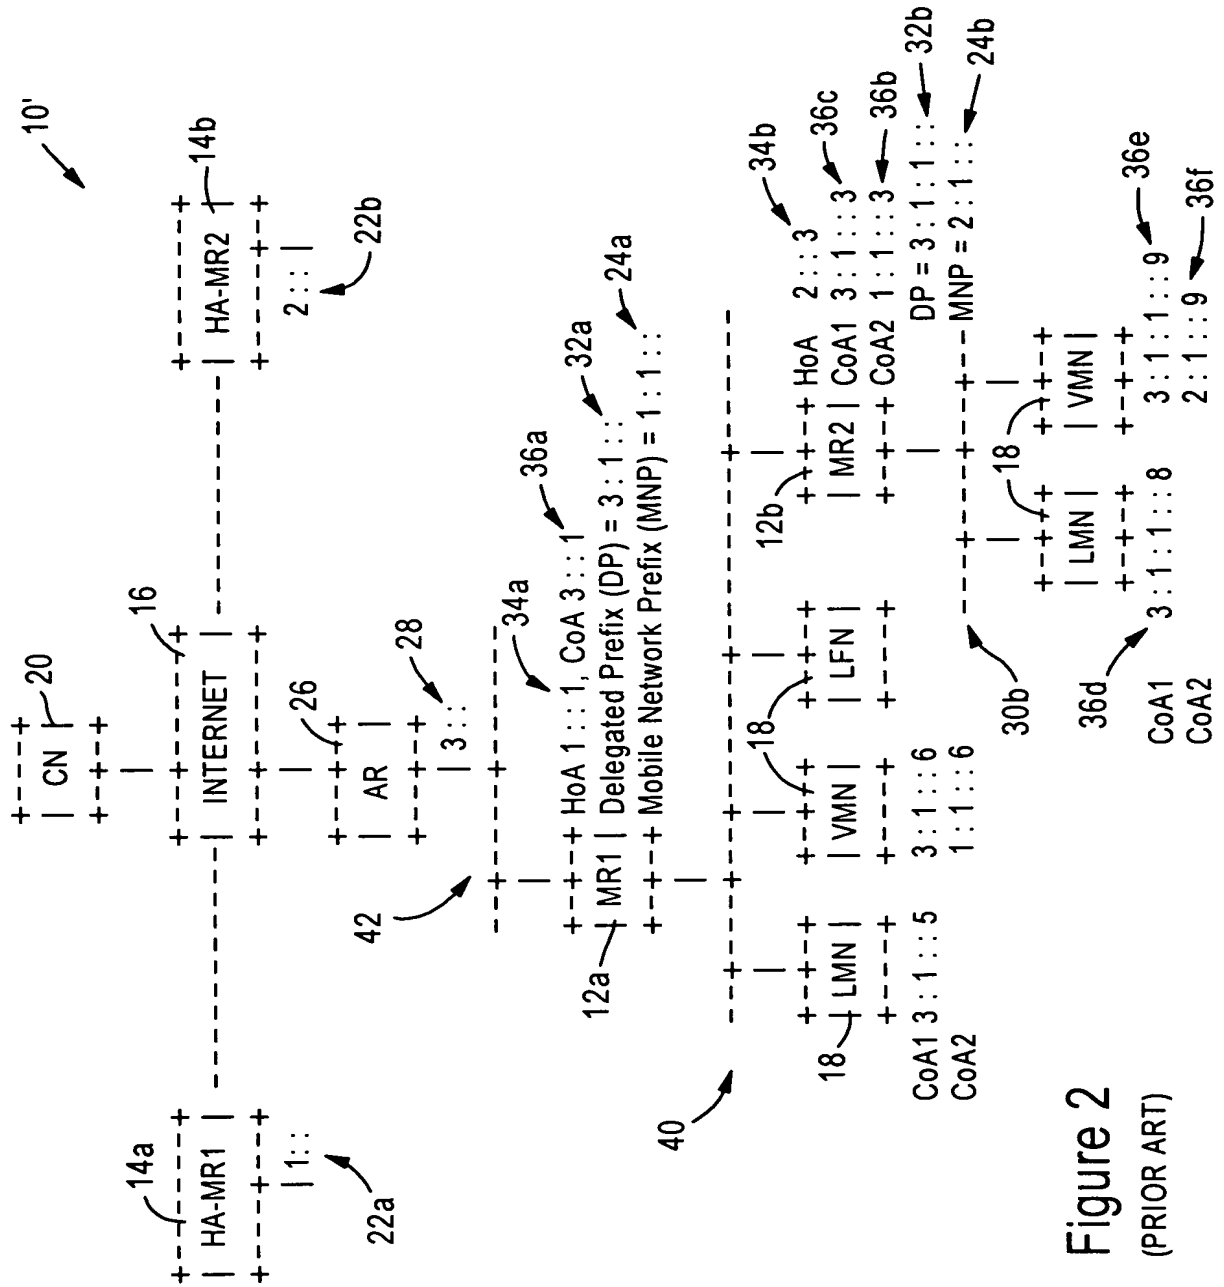 10'
CN
20
14a
HA-MR1
INTERNET
16
HA-MR2
14b
1:::
22a
2:::
22b
26
AR
3:::
28
42
34a
36a
MR1
12a
HoA 1:::1, CoA 3:::1
Delegated Prefix (DP) = 3:1:::
Mobile Network Prefix (MNP) = 1:1:::
32a
24a
40
12b
34b
18
LMN
18
VMN
LFN
MR2
HoA 2:::3
CoA1 3:1:::3
CoA2 1:1:::3
36c
36b
CoA1 3:1:::5
3:1:::6
DP = 3:1:1:::
32b
CoA2
1:1:::6
MNP = 2:1:::
24b
30b
18
LMN
VMN
36d
36e
36f
CoA1
3:1:1:::8
3:1:1:::9
CoA2
2:1:::9
Figure 2
(PRIOR ART)